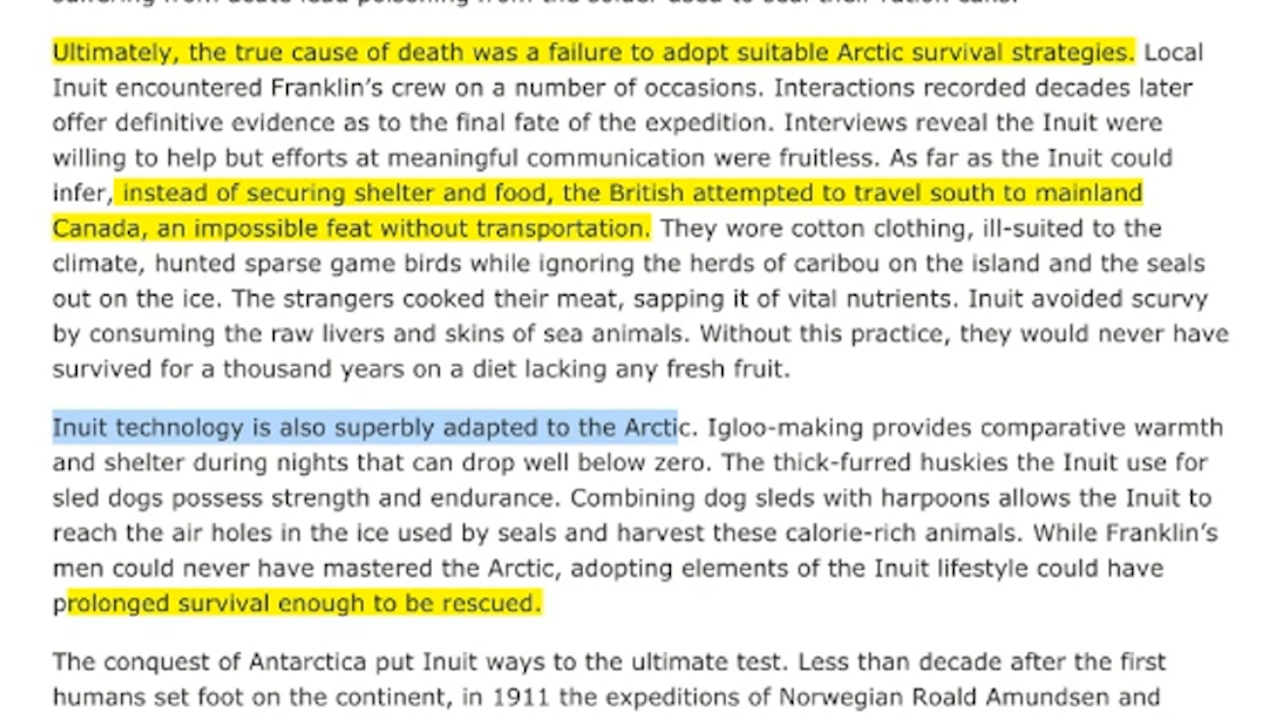 suffering from acute lead poisoning from the solder used to seal their ration cans.
Ultimately, the true cause of death was a failure to adopt suitable Arctic survival strategies. Local
Inuit encountered Franklin’s crew on a number of occasions. Interactions recorded decades later
offer definitive evidence as to the final fate of the expedition. Interviews reveal the Inuit were
willing to help but efforts at meaningful communication were fruitless. As far as the Inuit could
infer, instead of securing shelter and food, the British attempted to travel south to mainland
Canada, an impossible feat without transportation. They wore cotton clothing, ill-suited to the
climate, hunted sparse game birds while ignoring the herds of caribou on the island and the seals
out on the ice. The strangers cooked their meat, sapping it of vital nutrients. Inuit avoided scurvy
by consuming the raw livers and skins of sea animals. Without this practice, they would never have
survived for a thousand years on a diet lacking any fresh fruit.
Inuit technology is also superbly adapted to the Arctic. Igloo-making provides comparative warmth
and shelter during nights that can drop well below zero. The thick-furred huskies the Inuit use for
sled dogs possess strength and endurance. Combining dog sleds with harpoons allows the Inuit to
reach the air holes in the ice used by seals and harvest these calorie-rich animals. While Franklin’s
men could never have mastered the Arctic, adopting elements of the Inuit lifestyle could have
prolonged survival enough to be rescued.
The conquest of Antarctica put Inuit ways to the ultimate test. Less than decade after the first
humans set foot on the continent, in 1911 the expeditions of Norwegian Roald Amundsen and